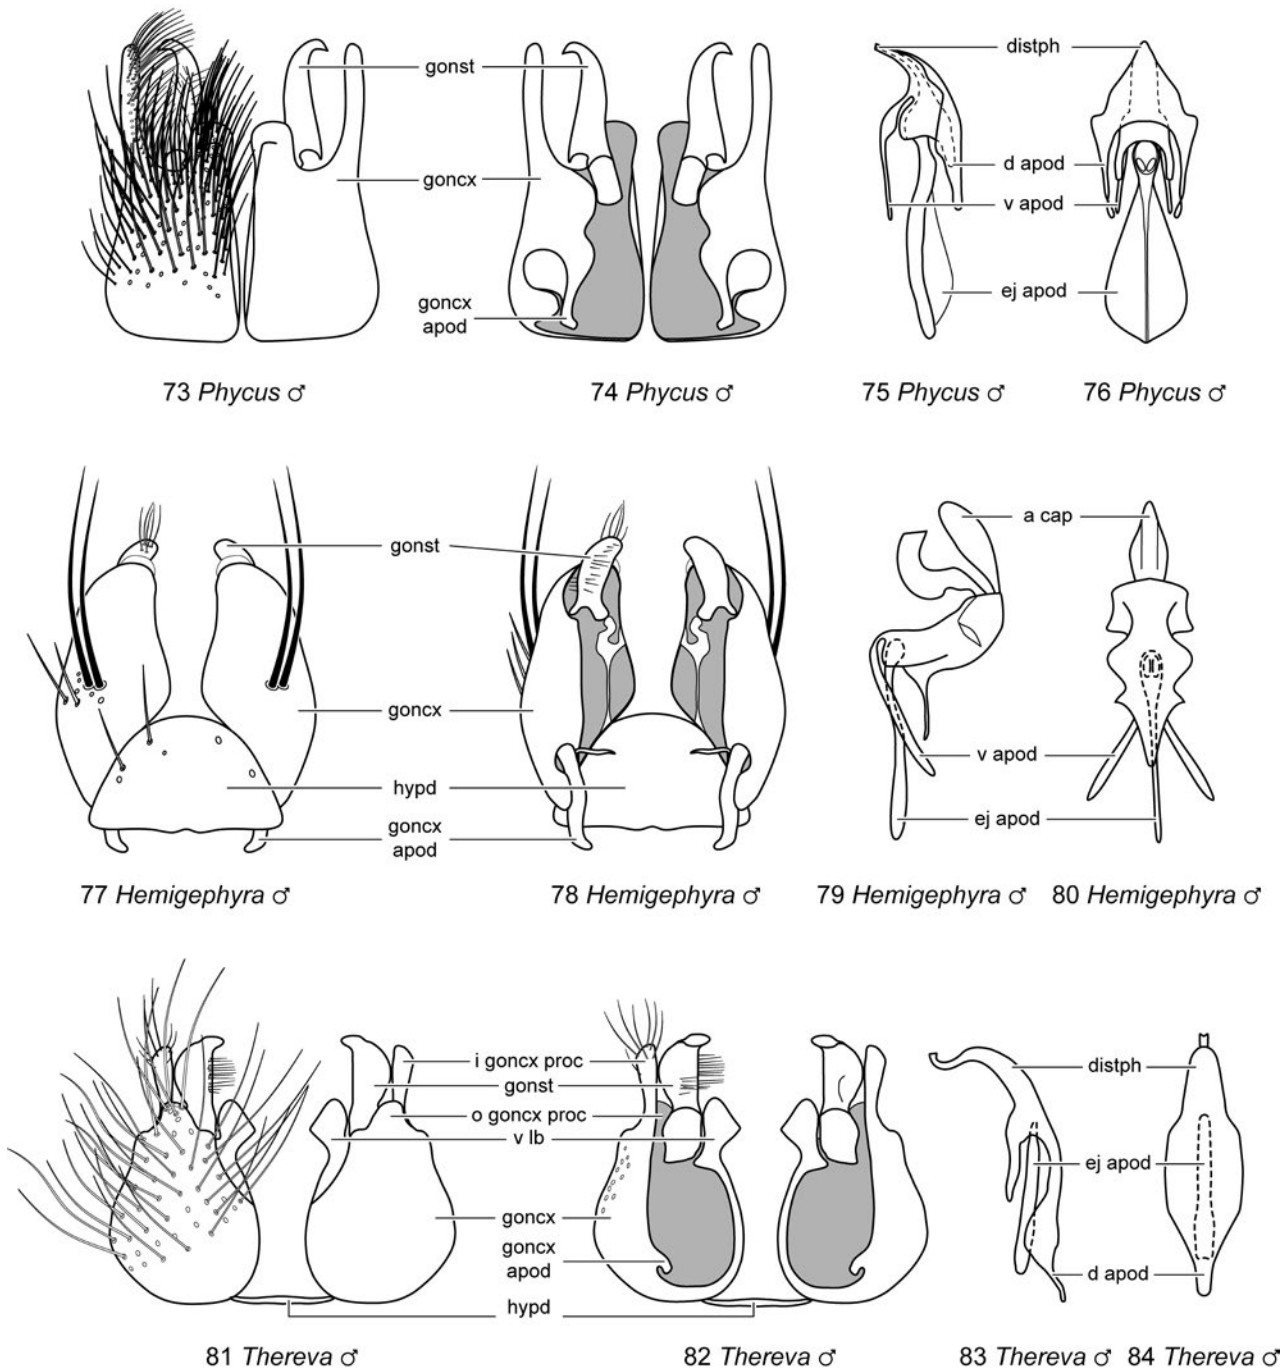 gonst
goncx
goncx
apod
distph
d apod
v apod
ej apod
73 Phycus ♂
74 Phycus ♂
75 Phycus ♂
76 Phycus ♂
gonst
goncx
hypd
goncx
apod
a cap
v apod
ej apod
77 Hemigephyra ♂
78 Hemigephyra ♂
79 Hemigephyra ♂
80 Hemigephyra ♂
i goncx proc
gonst
o goncx proc
v lb
goncx
goncx
apod
hypd
distph
ej apod
d apod
81 Thereva ♂
82 Thereva ♂
83 Thereva ♂
84 Thereva ♂